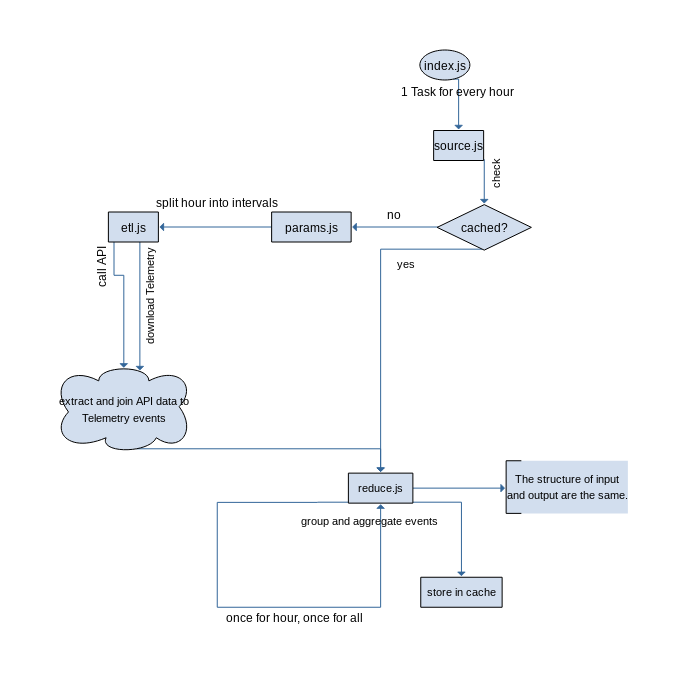 index.js
1 Task for every hour
source.js
check
split hour into intervals
no
etl.js
params.js
cached?
call API
download Telemetry
yes
extract and join API data to
Telemetry events
reduce.js
The structure of input
and output are the same.
group and aggregate events
store in cache
once for hour, once for all